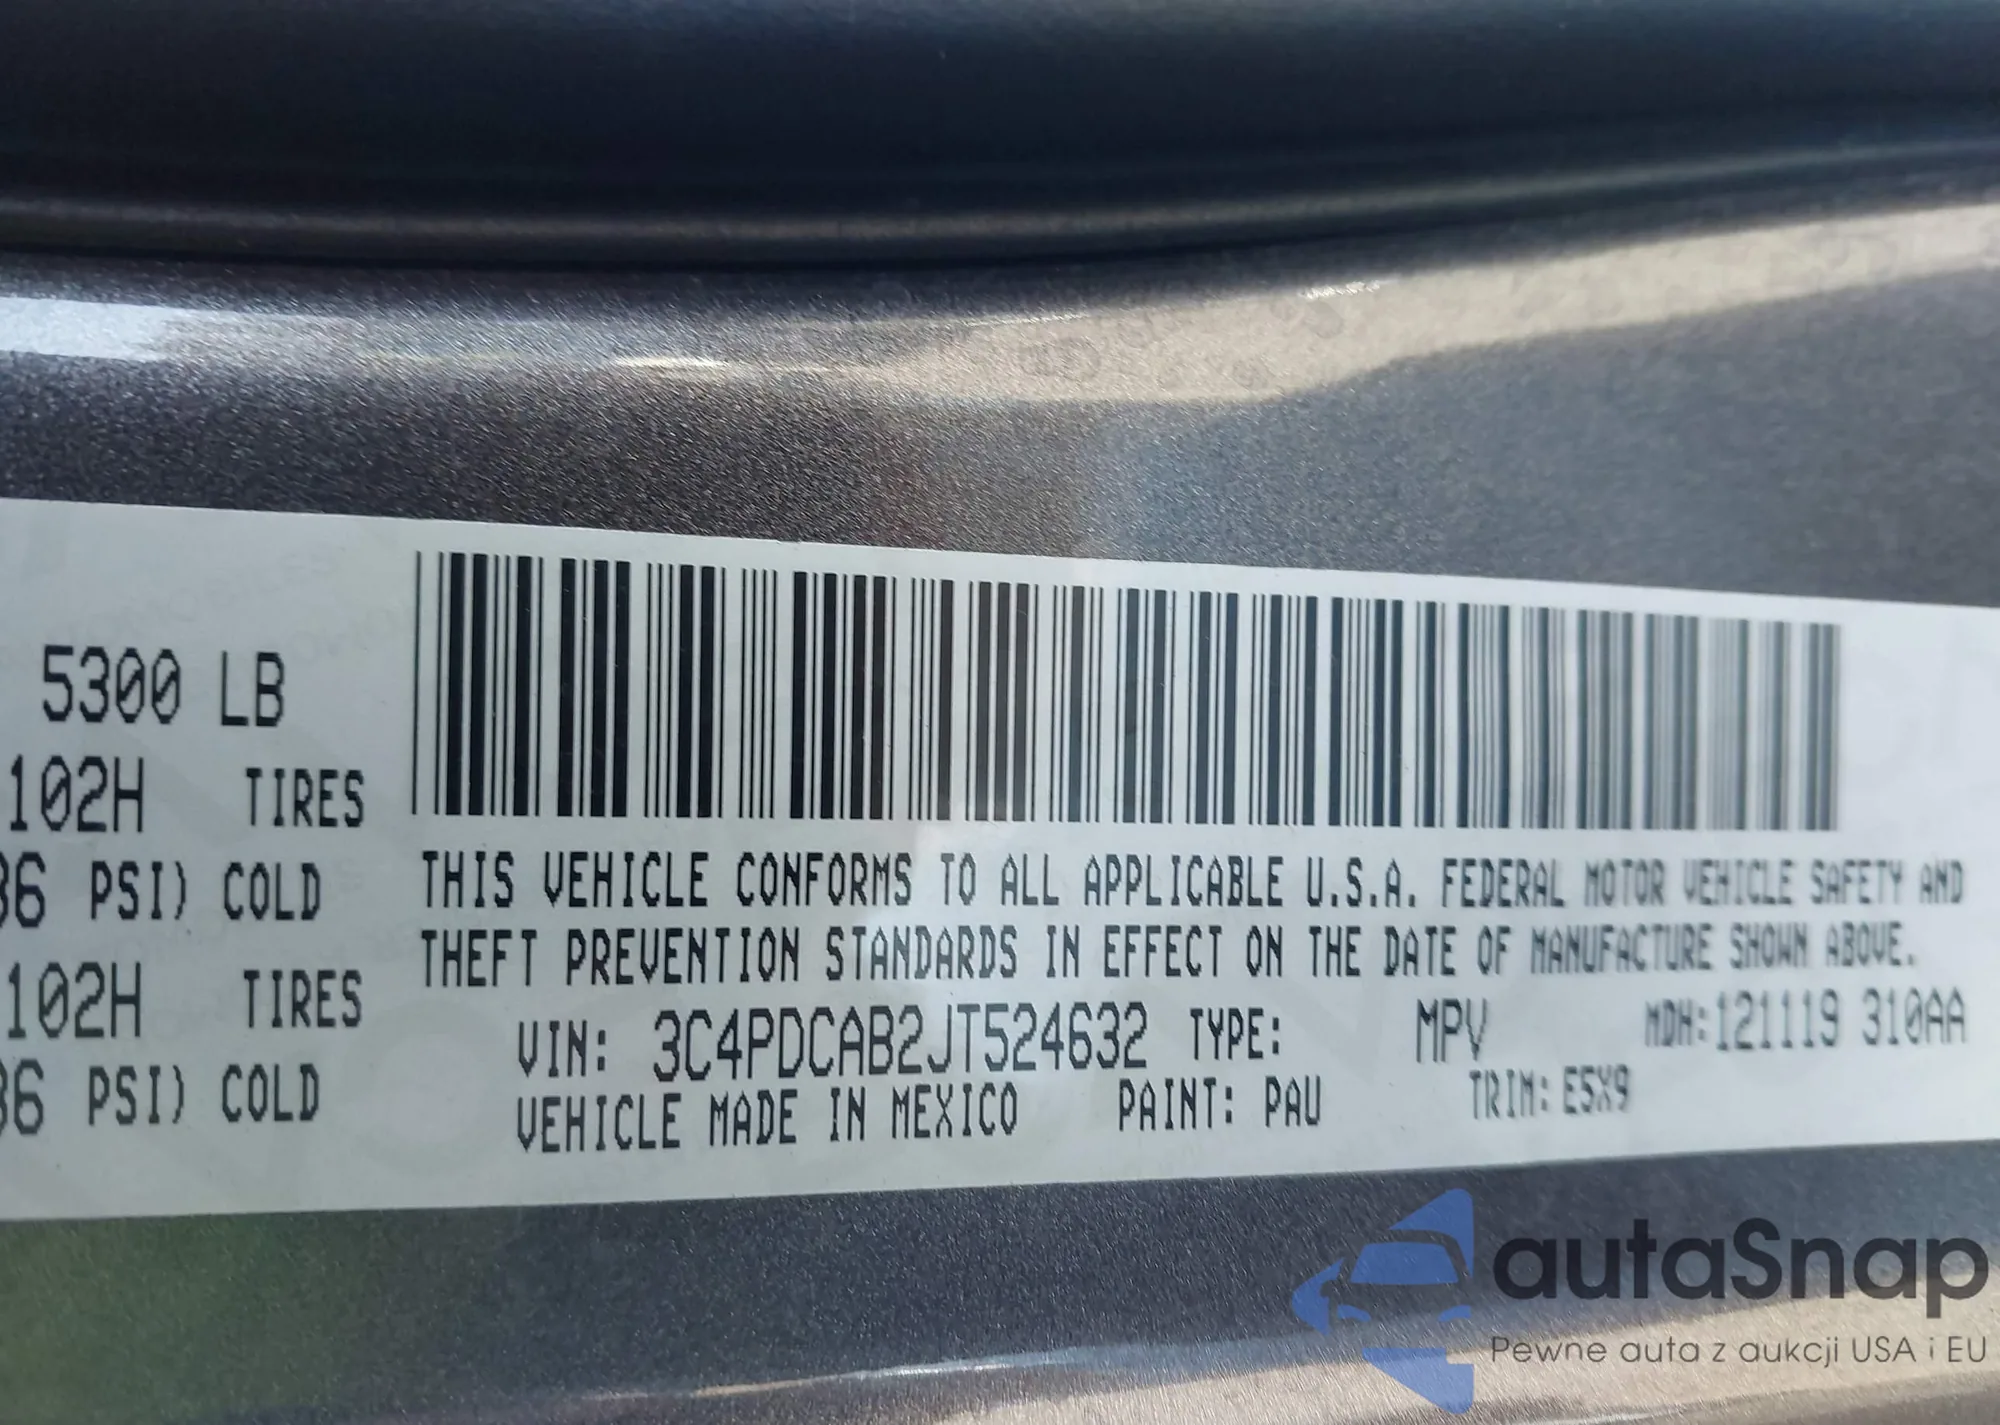 5300 LB
102H TIRES
36 PSI) COLD
102H TIRES
36 PSI) COLD
THIS VEHICLE CONFORMS TO ALL APPLICABLE U.S.A. FEDERAL MOTOR VEHICLE SAFETY AND
THEFT PREVENTION STANDARDS IN EFFECT ON THE DATE OF MANUFACTURE SHOWN ABOVE.
VIN: 3C4PDCAB2JT524632 TYPE: MPV MDH:121119 310AA
VEHICLE MADE IN MEXICO PAINT: PAU TRIM: E5X9
autaSnap
Pewne auta z aukcji USA i EU